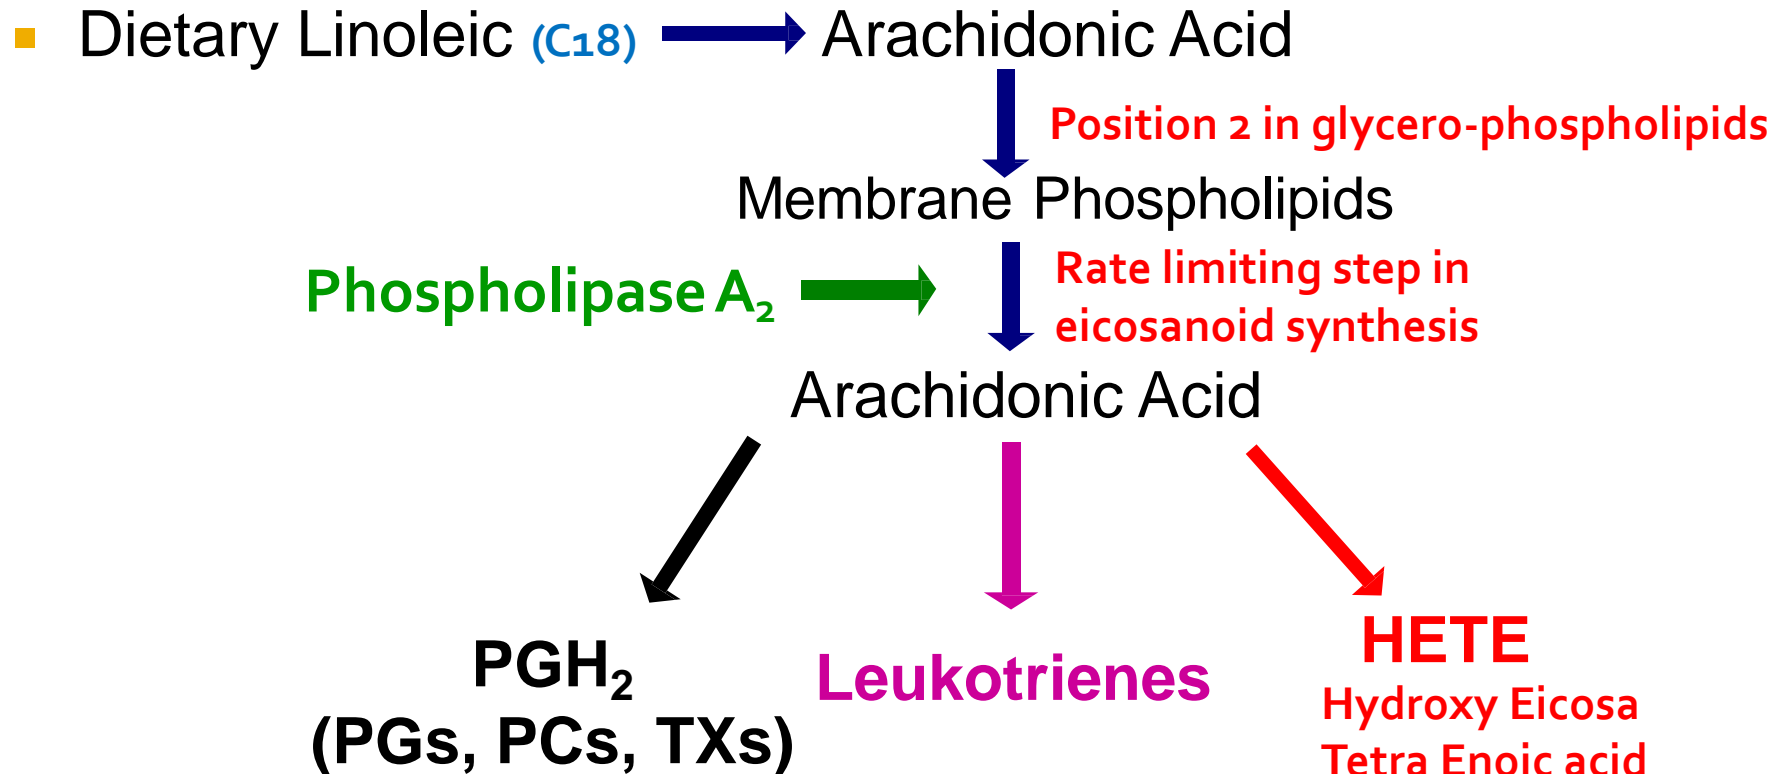 Dietary Linoleic (C18) Arachidonic Acid
Position 2 in glycero-phospholipids
Membrane Phospholipids
Phospholipase A₂
Rate limiting step in
eicosanoid synthesis
Arachidonic Acid
PGH₂
(PGs, PCs, TXs)
Leukotrienes
HETE
Hydroxy Eicosa
Tetra Enoic acid